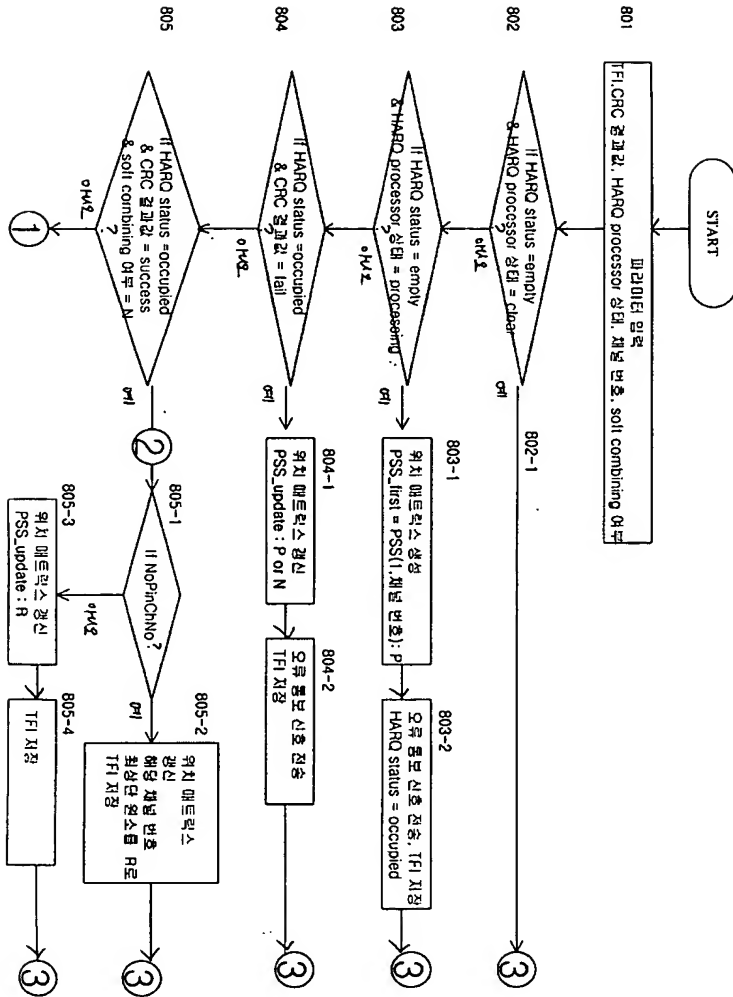 START
801
파라미터 입력
TFI,CRC 결과값, HARQ processor 상태, 채널 번호, soft combining 여부
802
If HARQ status =empty
& HARQ processor 상태 = clear
?
예
아니오
802-1
3
803
If HARQ status = empty
& HARQ processor 상태 = processing :
?
예
아니오
803-1
위치 매트릭스 생성
PSS_first = PSS(1,채널 번호): P
803-2
오류 통보 신호 전송, TFI 저장
HARQ status = occupied
3
804
If HARQ status =occupied
& CRC 결과값 = fail
?
예
아니오
804-1
위치 매트릭스 갱신
PSS_update : P or N
804-2
오류 통보 신호 전송
TFI 저장
3
805
If HARQ status =occupied
& CRC 결과값 = success
& soft combining 여부 = N
?
예
아니오
1
2
805-1
If NoPinChNo?
예
아니오
805-2
위치 매트릭스
갱신
해당 채널 번호
최상단 원소를 R로
TFI 저장
3
805-3
위치 매트릭스 갱신
PSS_update : R
805-4
TFI 저장
3